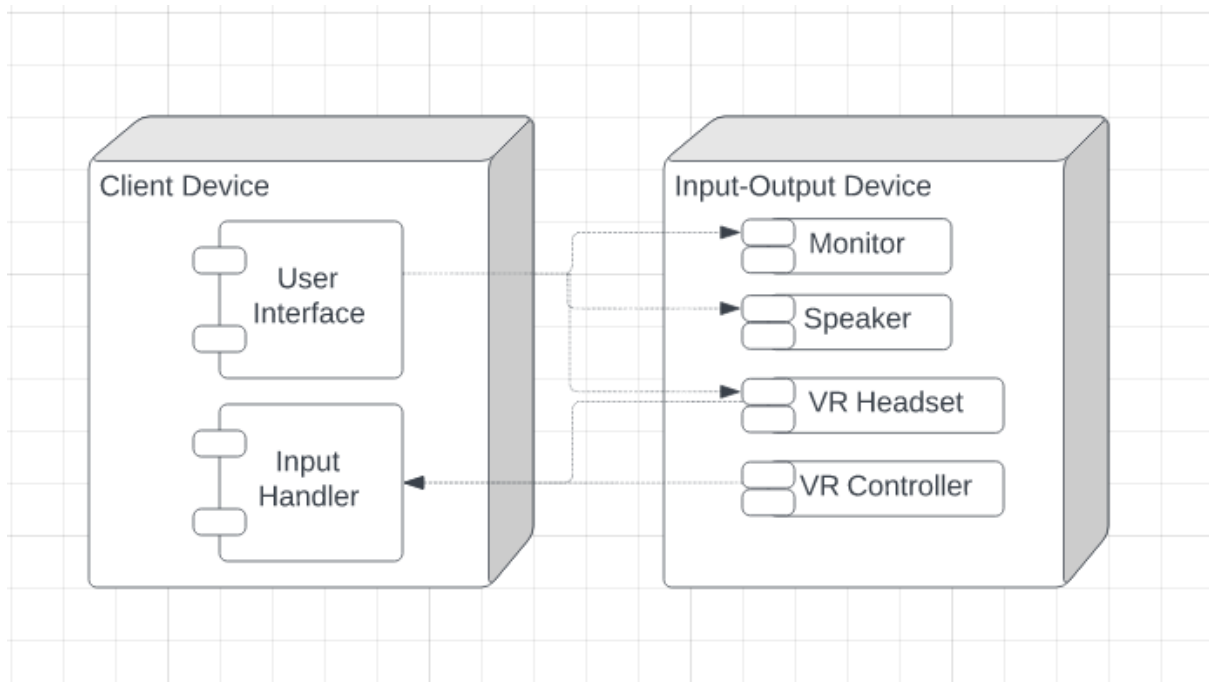 Client Device
User
Interface
Input
Handler
Input-Output Device
Monitor
Speaker
VR Headset
VR Controller